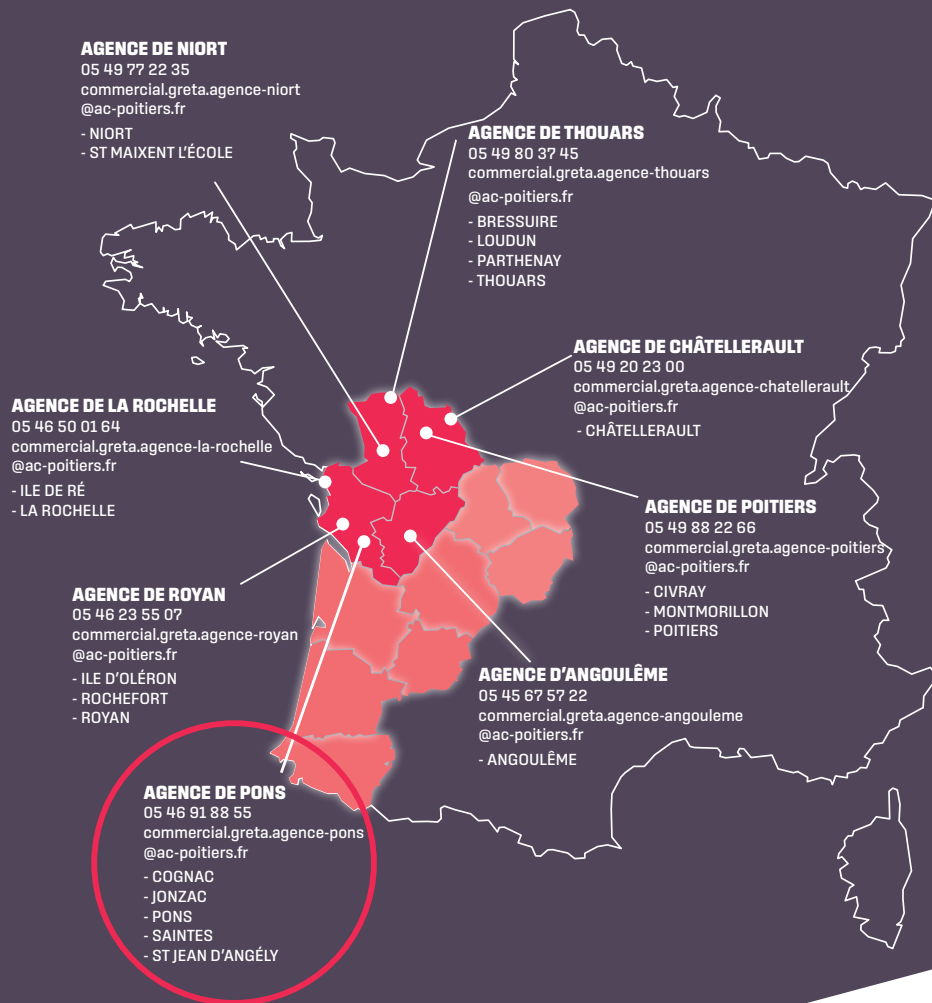 AGENCE DE NIORT
05 49 77 22 35
commercial.greta.agence-niort
@ac-poitiers.fr
- NIORT
- ST MAIXENT L'ÉCOLE
AGENCE DE THOUARS
05 49 80 37 45
commercial.greta.agence-thouars
@ac-poitiers.fr
- BRESSUIRE
- LOUDUN
- PARTHENAY
- THOUARS
AGENCE DE CHÂTELLERAULT
05 49 20 23 00
commercial.greta.agence-chatellerault
@ac-poitiers.fr
- CHÂTELLERAULT
AGENCE DE LA ROCHELLE
05 46 50 01 64
commercial.greta.agence-la-rochelle
@ac-poitiers.fr
- ILE DE RÉ
- LA ROCHELLE
AGENCE DE POITIERS
05 49 88 22 66
commercial.greta.agence-poitiers
@ac-poitiers.fr
- CIVRAY
- MONTMORILLON
- POITIERS
AGENCE DE ROYAN
05 46 23 55 07
commercial.greta.agence-royan
@ac-poitiers.fr
- ILE D'OLÉRON
- ROCHEFORT
- ROYAN
AGENCE D'ANGOULÊME
05 45 67 57 22
commercial.greta.agence-angouleme
@ac-poitiers.fr
- ANGOULÊME
AGENCE DE PONS
05 46 91 88 55
commercial.greta.agence-pons
@ac-poitiers.fr
- COGNAC
- JONZAC
- PONS
- SAINTES
- ST JEAN D'ANGÉLY